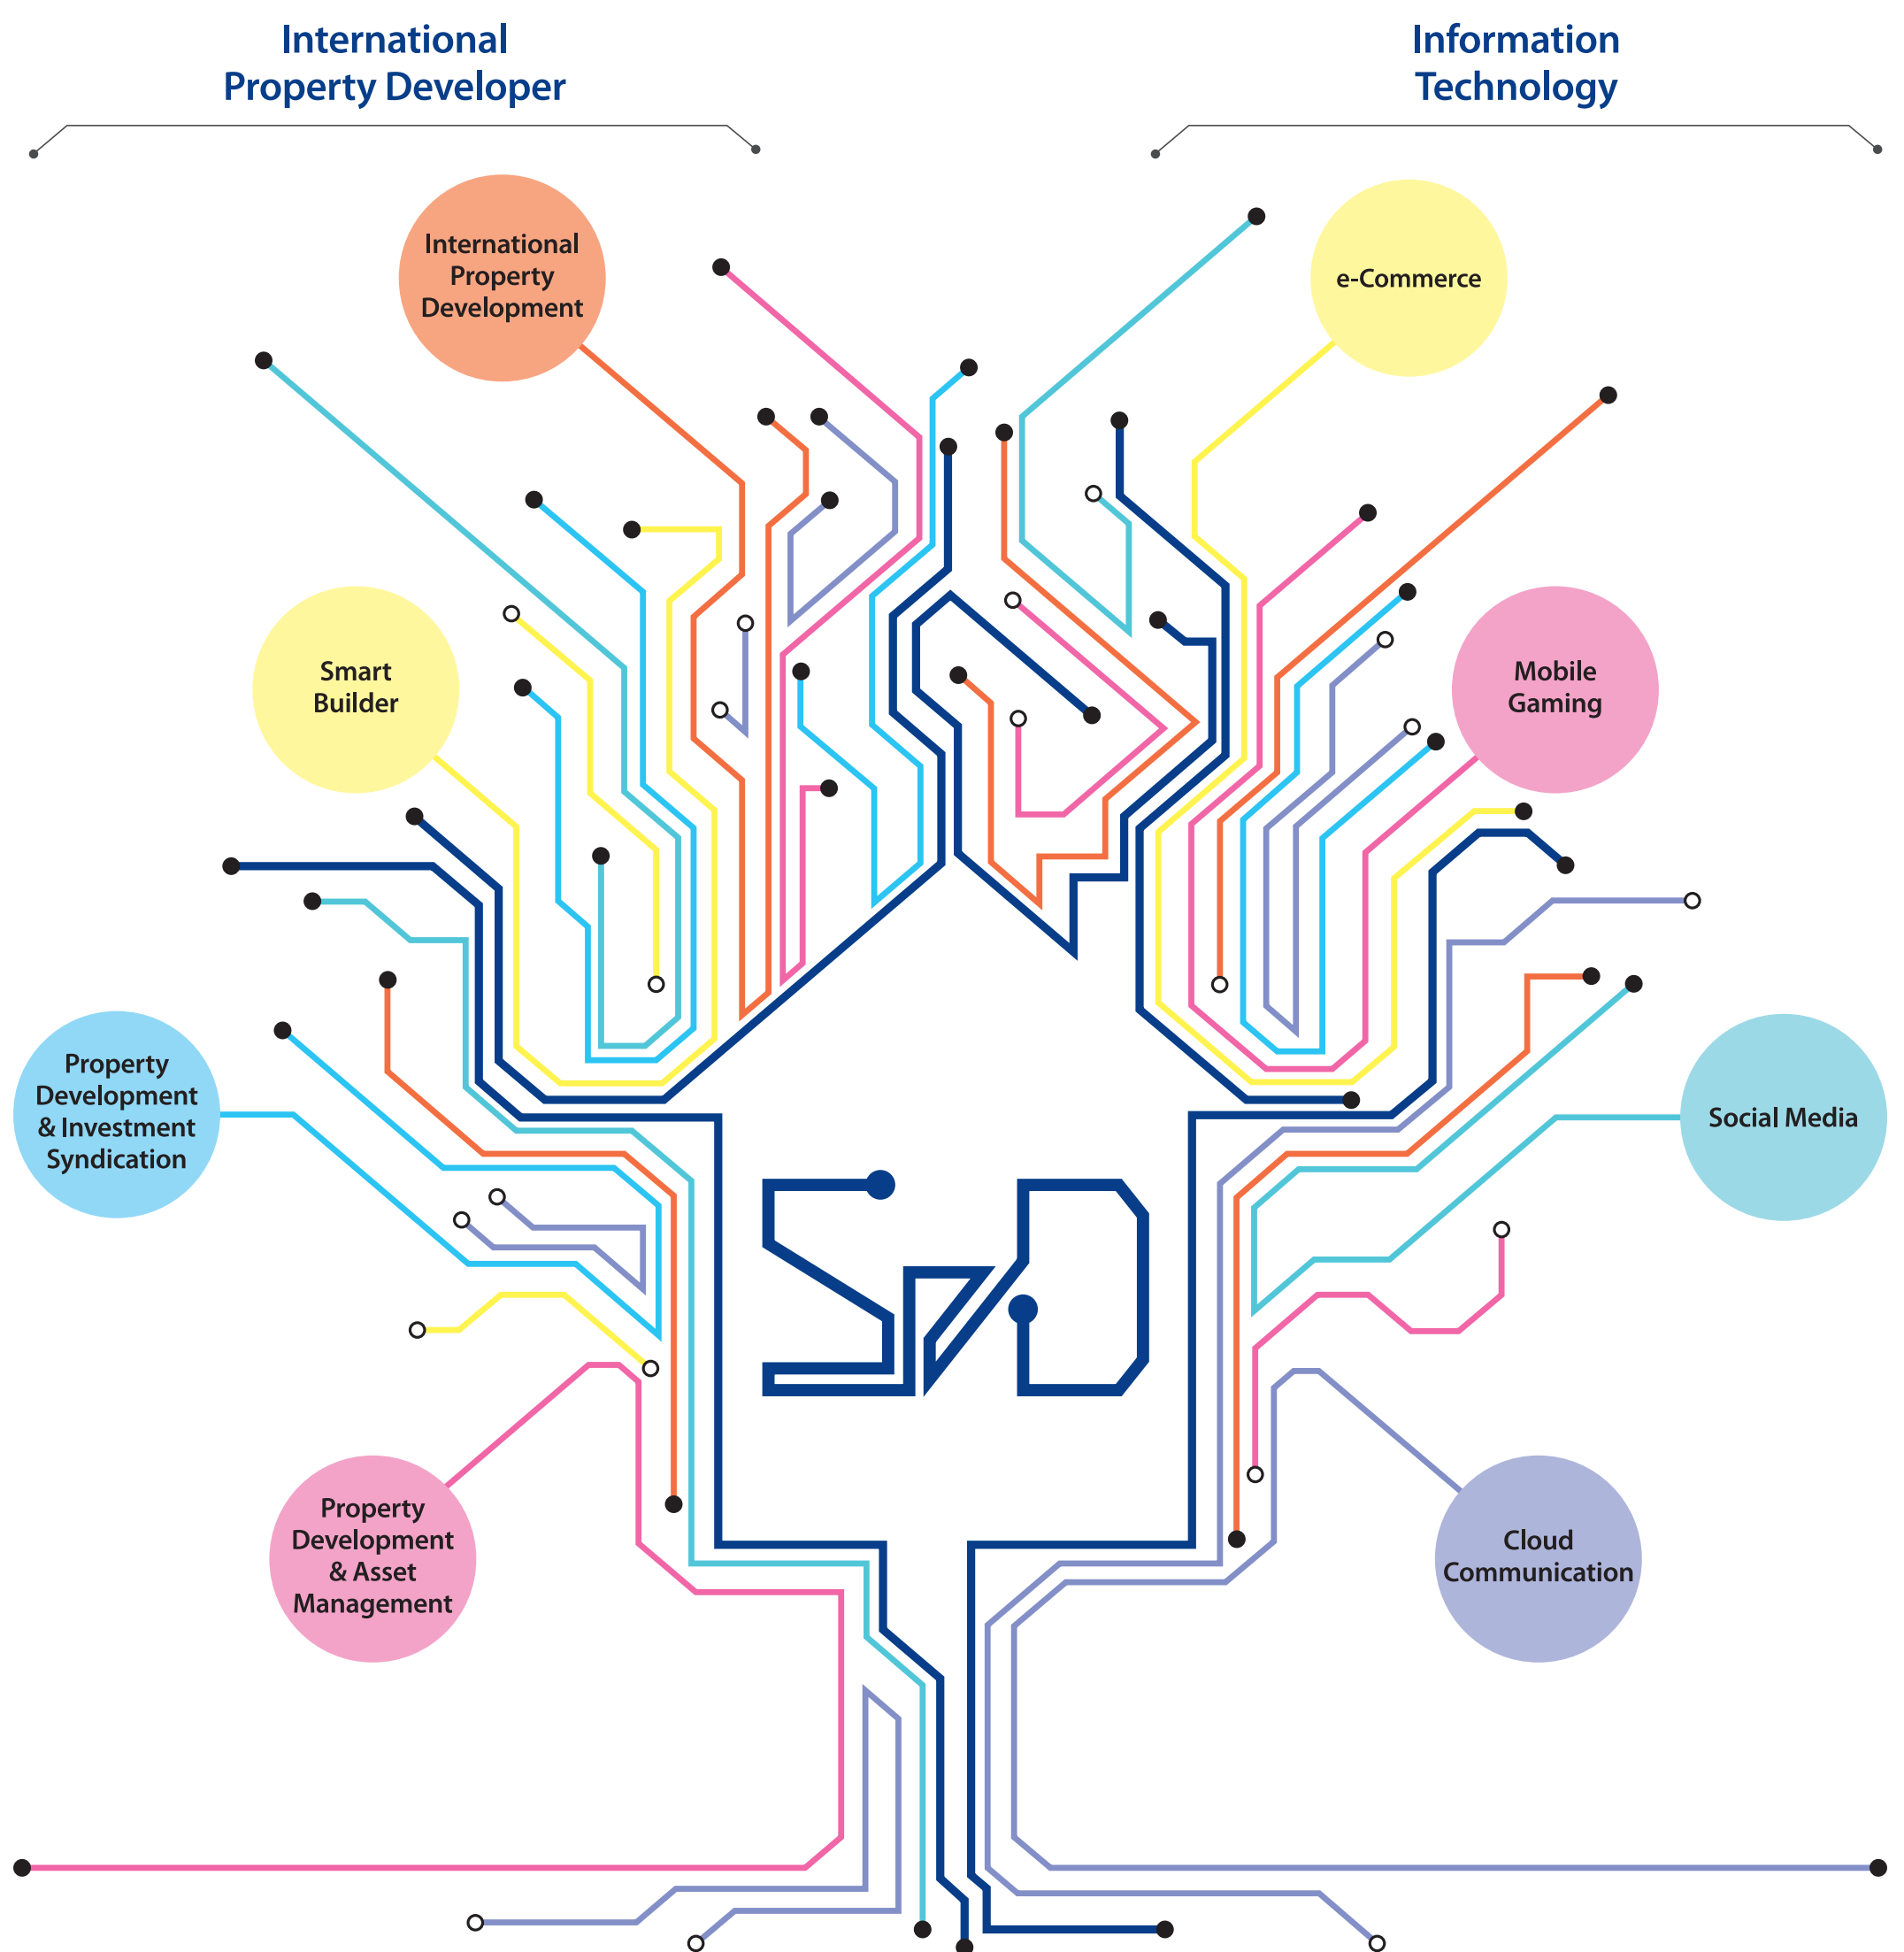 International
Property Developer
Information
Technology
International
Property
Development
e-Commerce
Smart
Builder
Mobile
Gaming
Property
Development
& Investment
Syndication
Social Media
Property
Development
& Asset
Management
Cloud
Communication